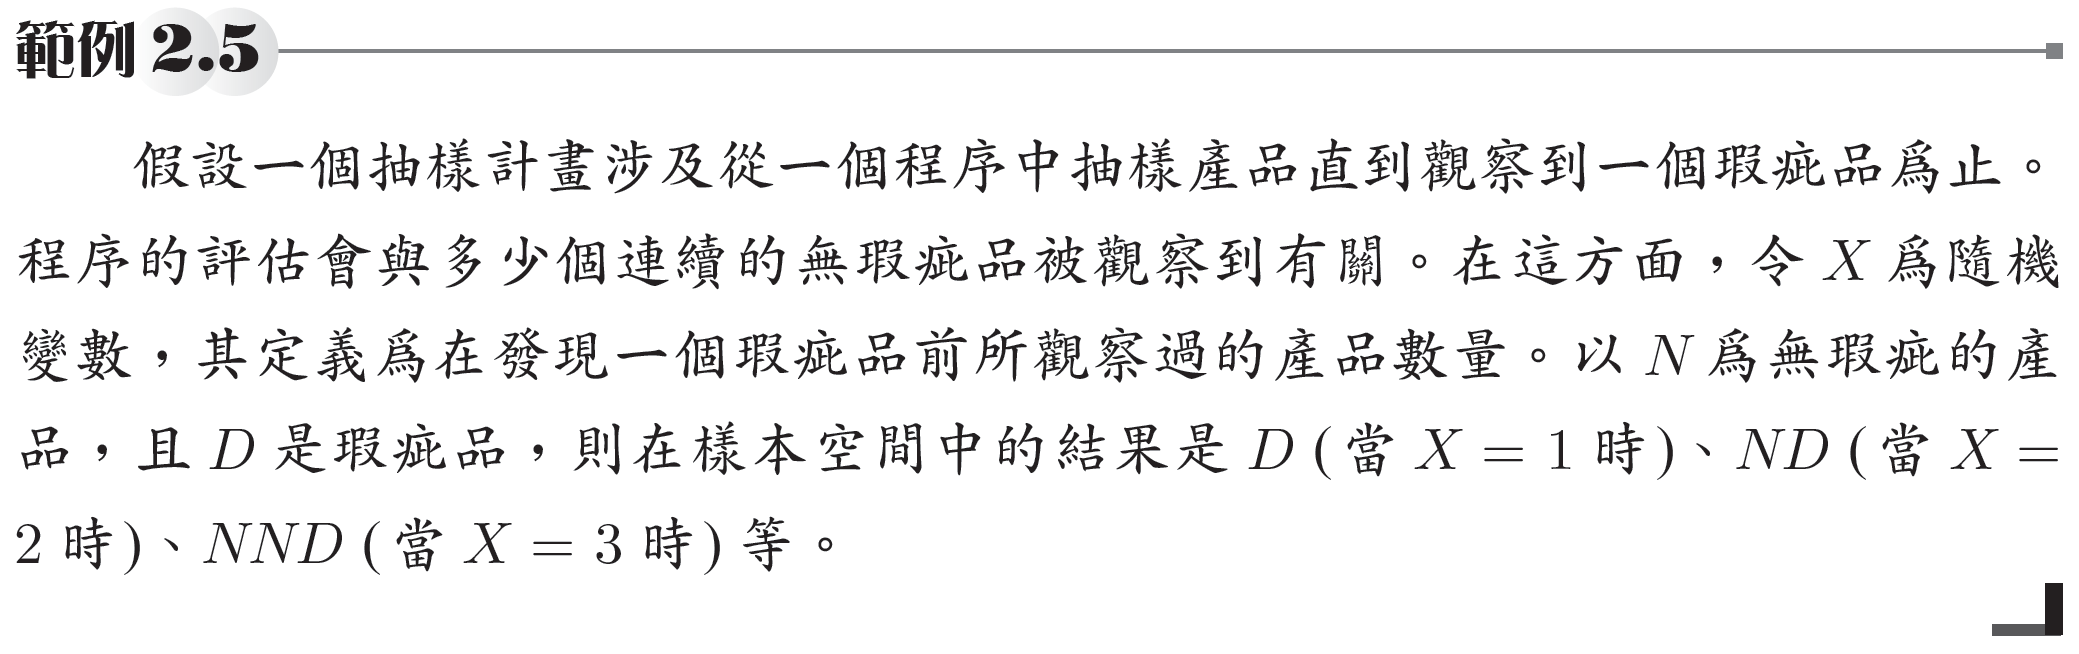 範例 2.5
假設一個抽樣計畫涉及從一個程序中抽樣產品直到觀察到一個瑕疵品爲止。
程序的評估會與多少個連續的無瑕疵品被觀察到有關。在這方面，令 X 爲隨機
變數，其定義爲在發現一個瑕疵品前所觀察過的產品數量。以 N 爲無瑕疵的產
品，且 D 是瑕疵品，則在樣本空間中的結果是 D (當 X = 1 時)、ND (當 X =
2 時)、NND (當 X = 3 時) 等。